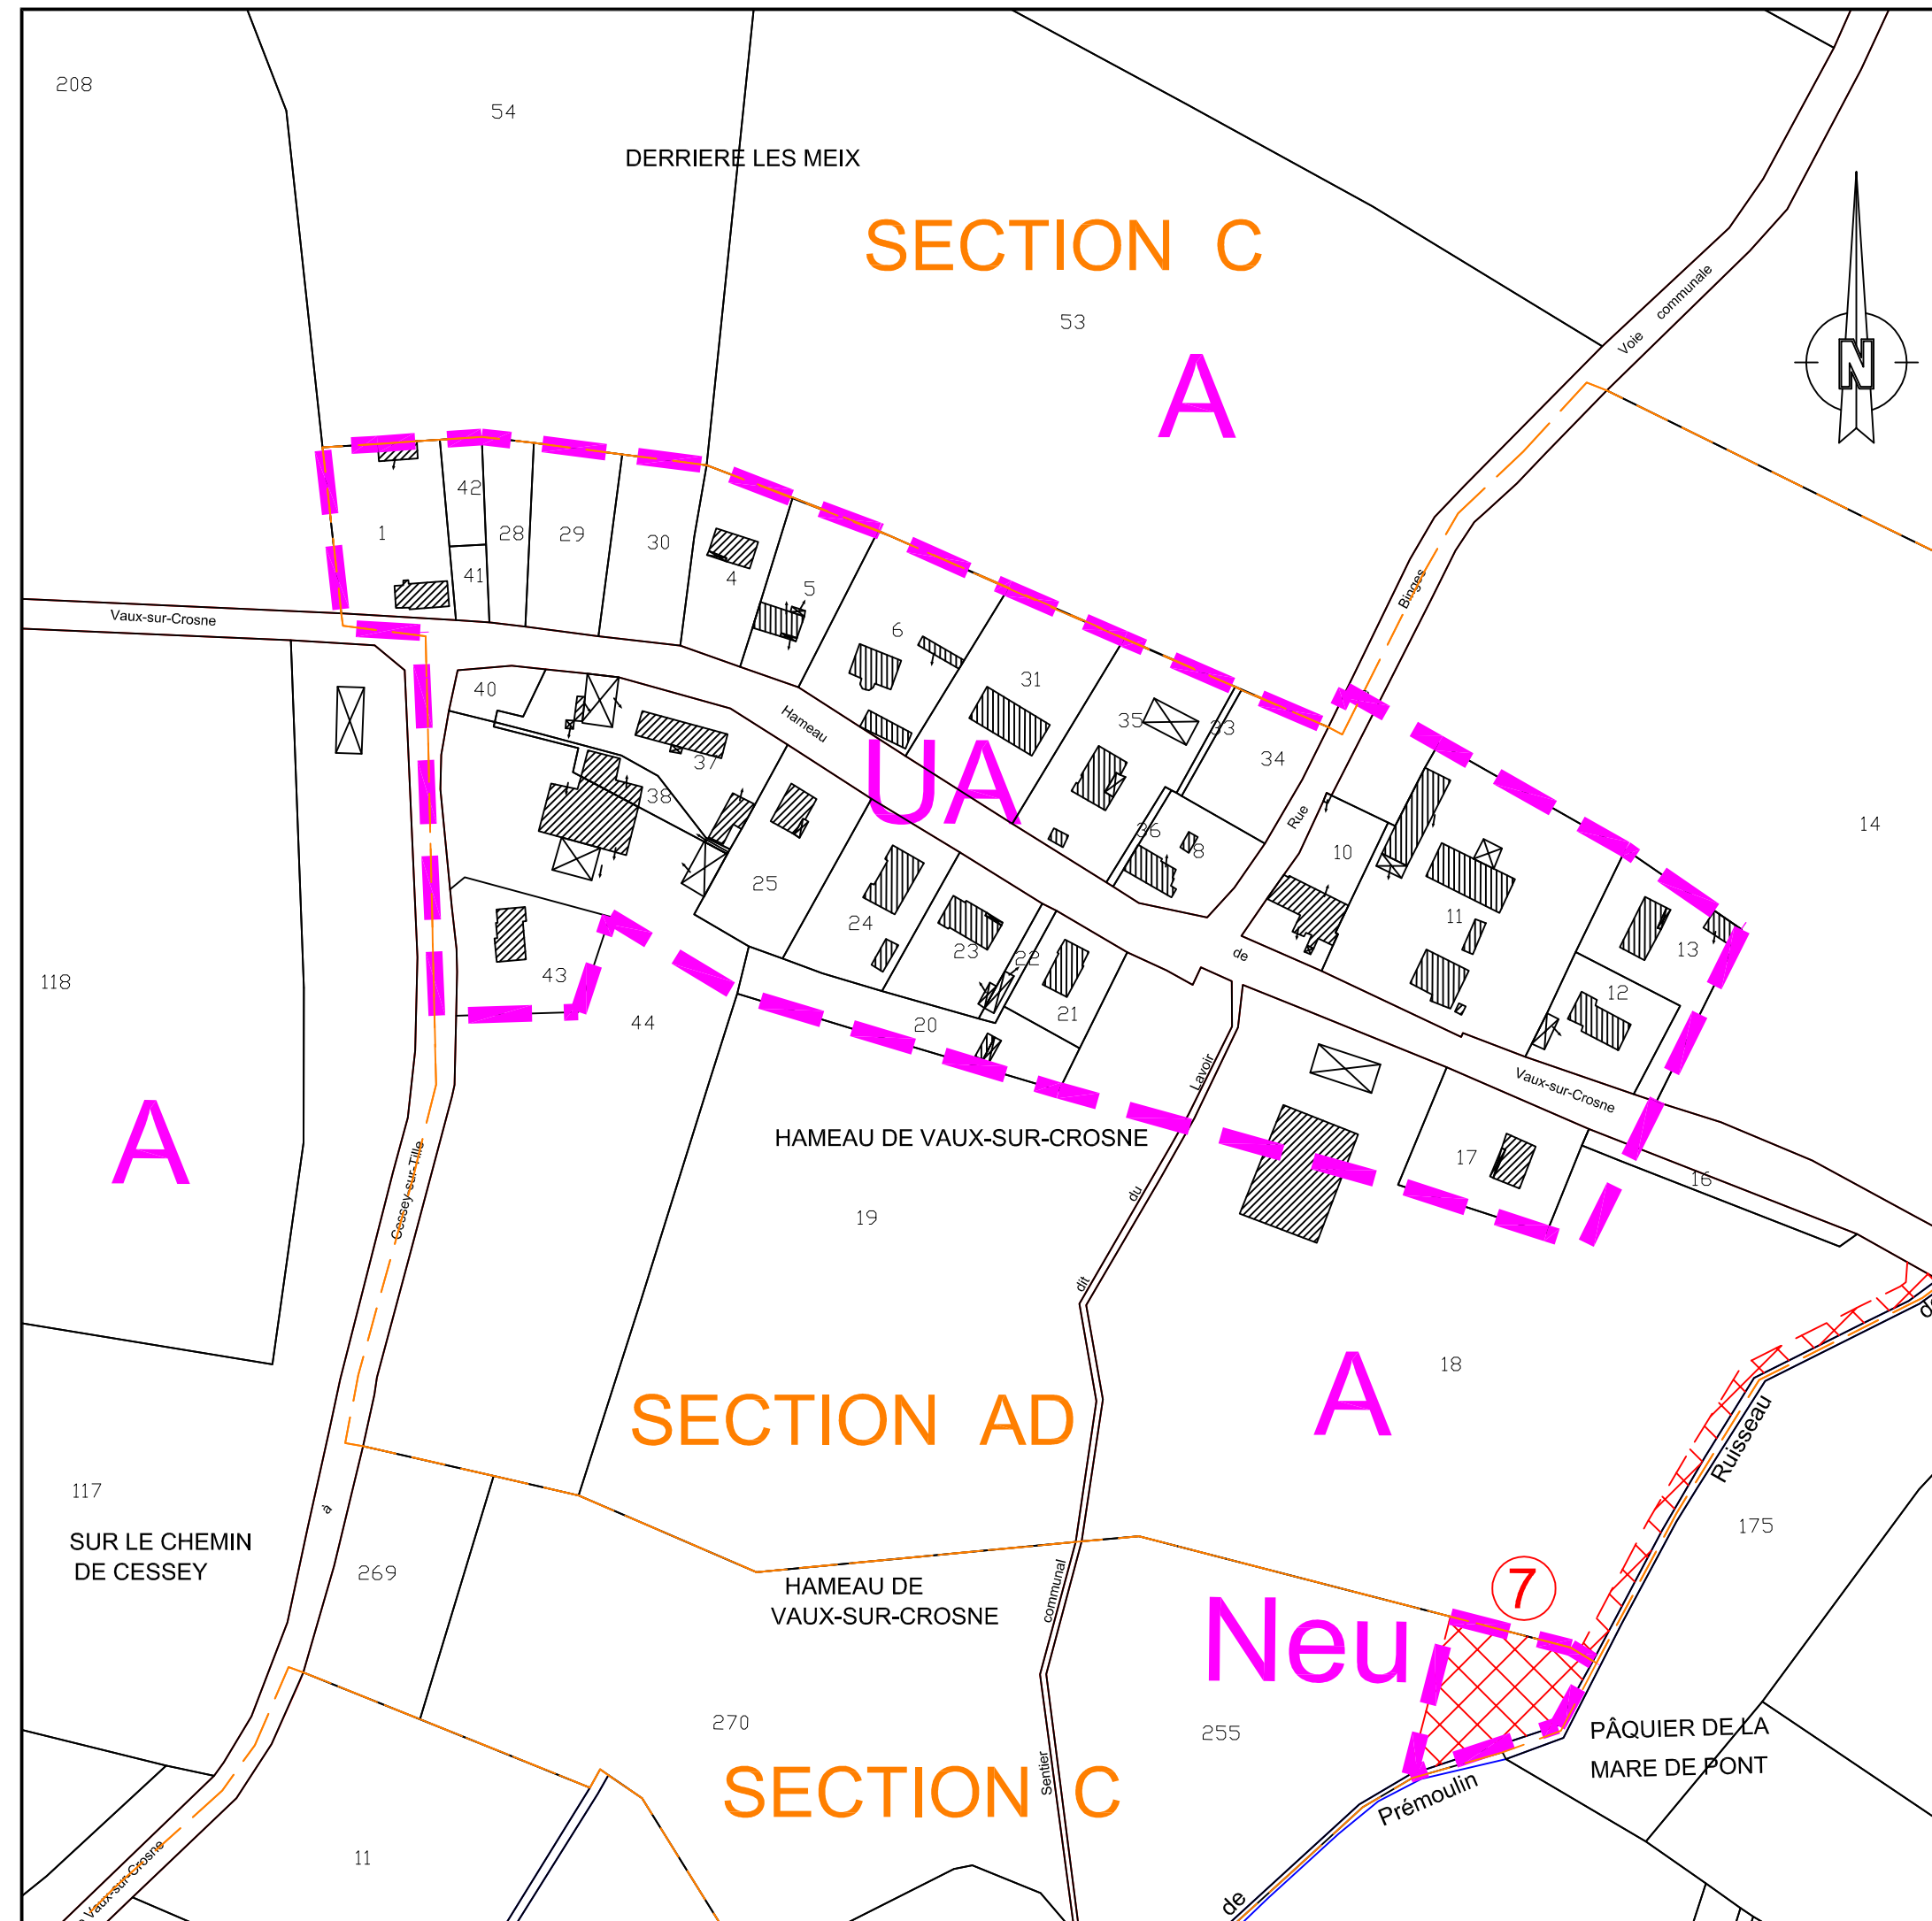 208
54
DERRIERE LES MEIX
SECTION C
53
A
Voie communale
N
42
1
28
29
30
41
4
5
6
31
35
33
34
Binges
Vaux-sur-Crosne
40
Hameau
37
38
UA
36
8
Rue
10
14
25
24
23
22
11
13
12
118
43
44
20
21
de
Lavoir
Vaux-sur-Crosne
A
HAMEAU DE VAUX-SUR-CROSNE
17
16
Cessey-sur-Tille
19
du
dit
A
18
SECTION AD
Ruisseau
117
à
175
SUR LE CHEMIN
DE CESSEY
269
HAMEAU DE
VAUX-SUR-CROSNE
communal
7
Neu
270
255
PÂQUIER DE LA
MARE DE PONT
SECTION C
Sentier
Prémoulin
11
Vaux-sur-Crosne
de